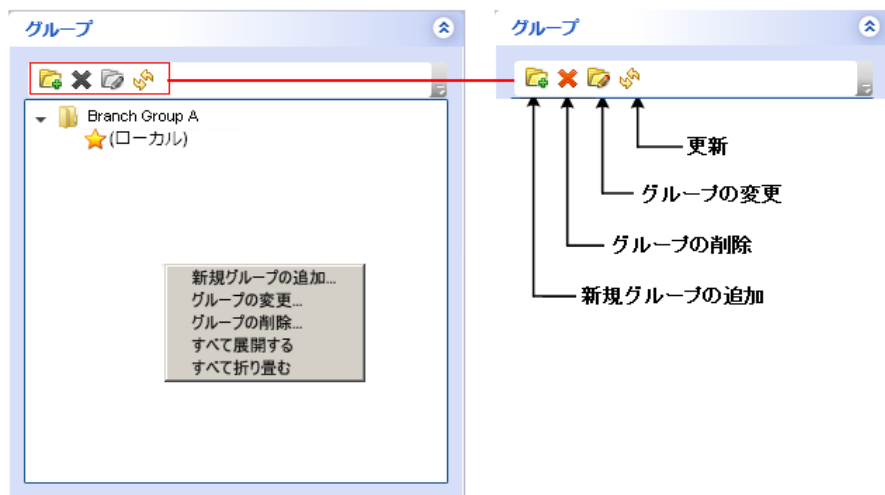 グループ
Branch Group A
(ローカル)
新規グループの追加...
グループの変更...
グループの削除...
すべて展開する
すべて折り畳む
グループ
更新
グループの変更
グループの削除
新規グループの追加